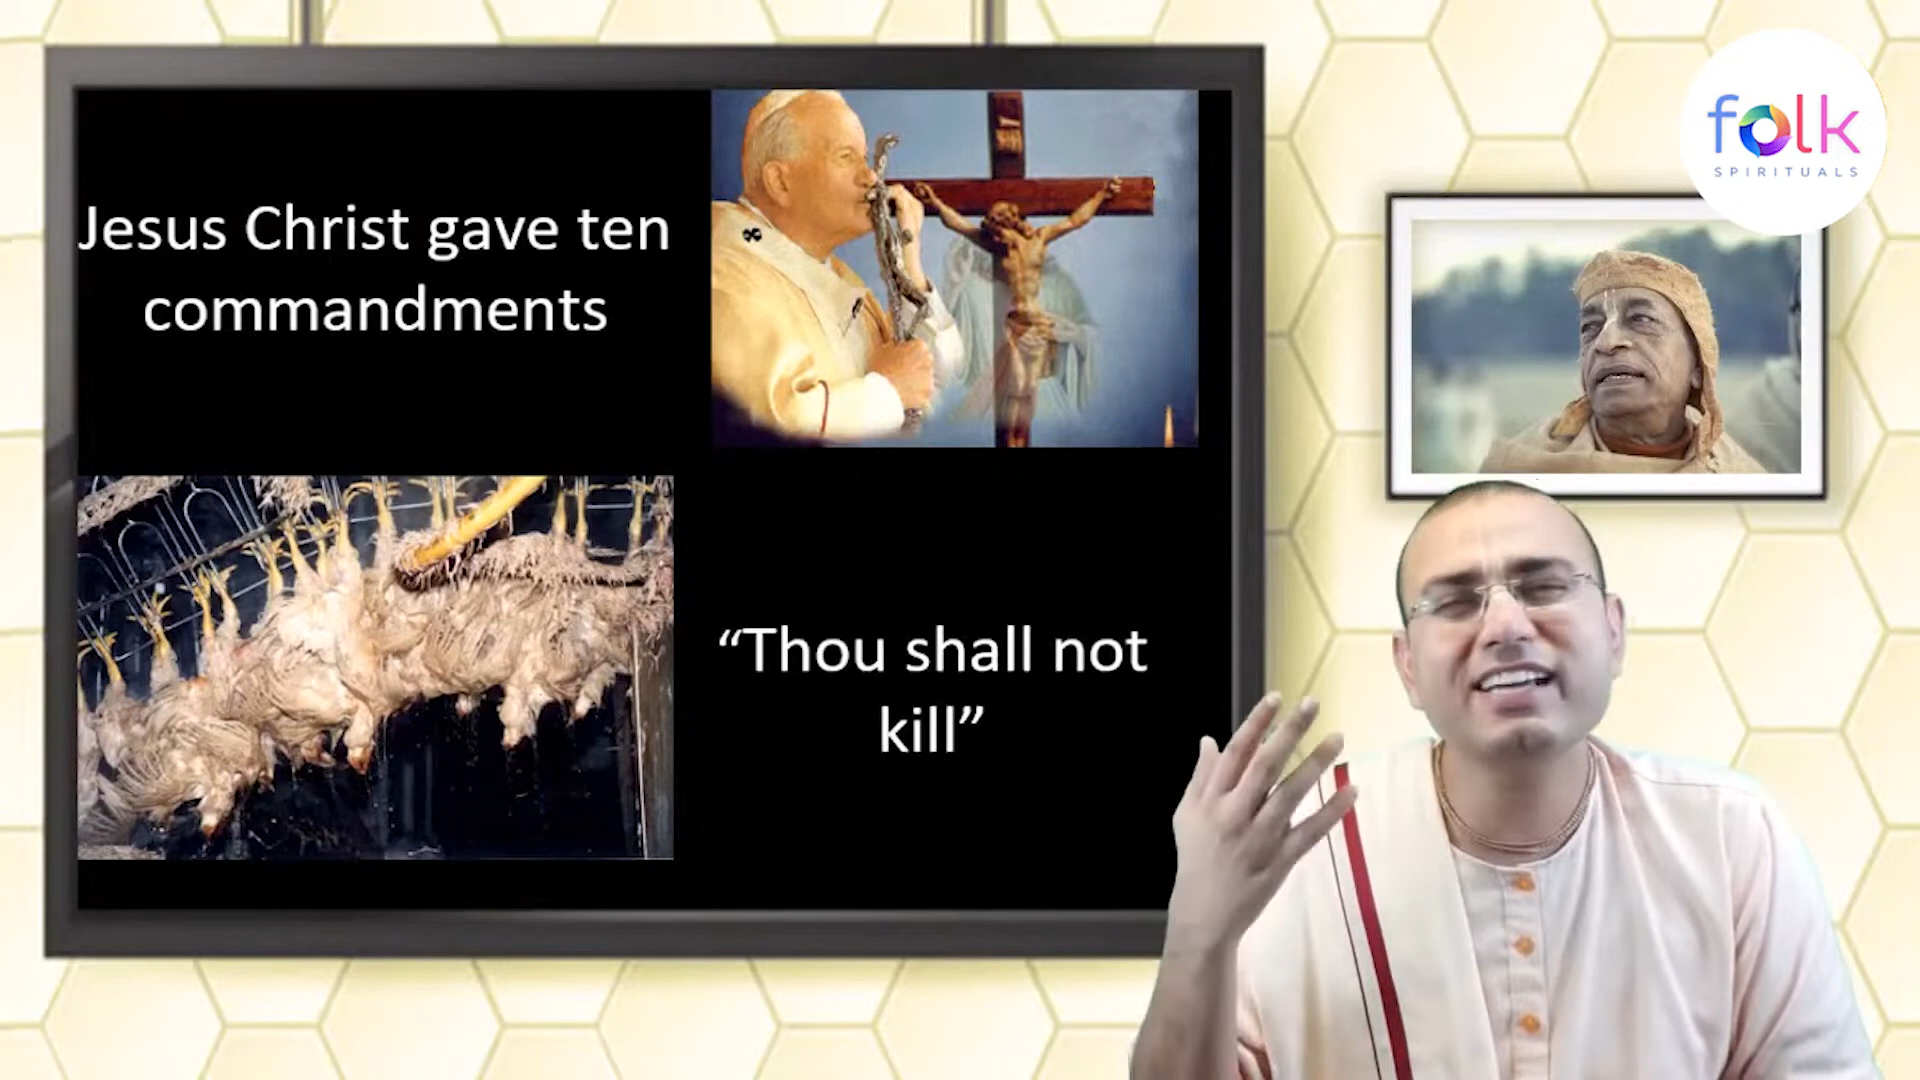 Jesus Christ gave ten
commandments
folk
SPIRITUALS
“Thou shall not
kill”